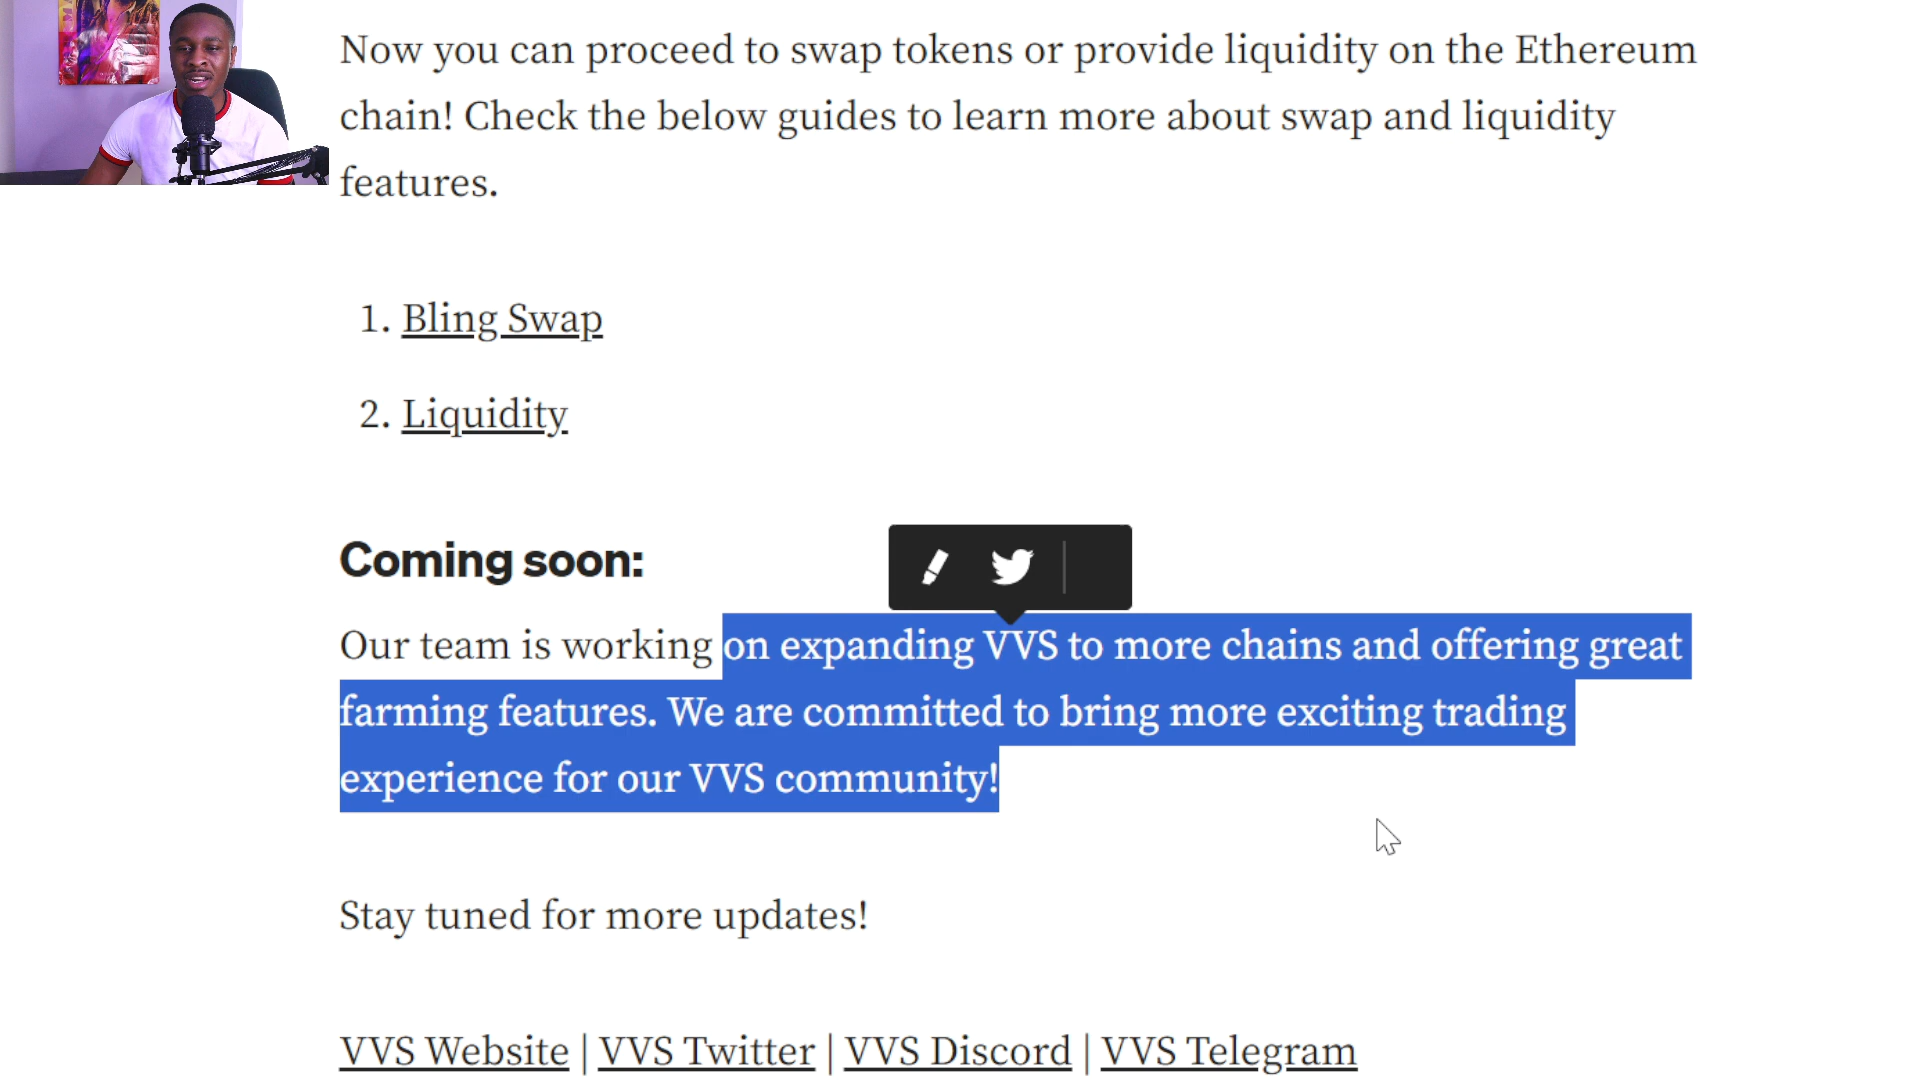 Now you can proceed to swap tokens or provide liquidity on the Ethereum
chain! Check the below guides to learn more about swap and liquidity
features.
1. Bling Swap
2. Liquidity
Coming soon:
Our team is working on expanding VVS to more chains and offering great
farming features. We are committed to bring more exciting trading
experience for our VVS community!
Stay tuned for more updates!
VVS Website | VVS Twitter | VVS Discord | VVS Telegram